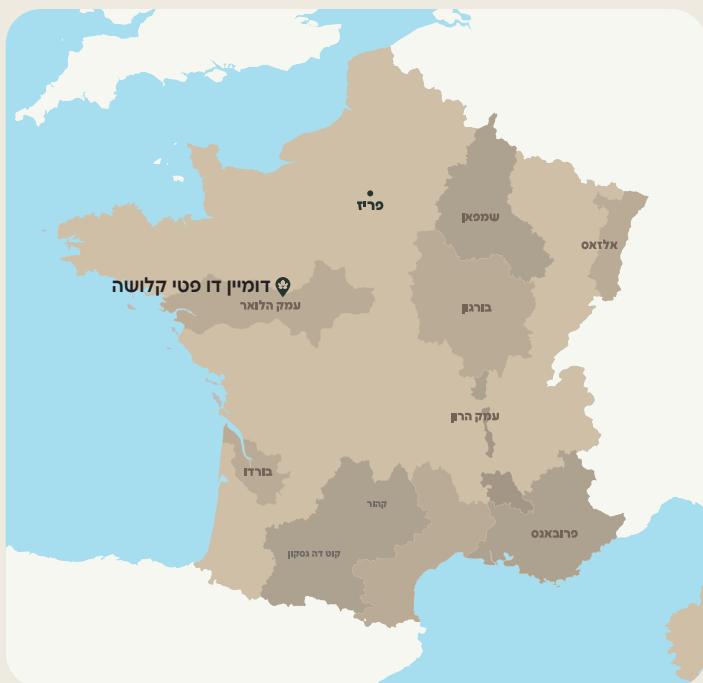 פריז
שמפאן
אלזאס
דומיין דו פטי קלושה
עמק הלואר
בורגון
עמק הרון
בורדו
קהור
פרובאנס
קוט דה גסקון